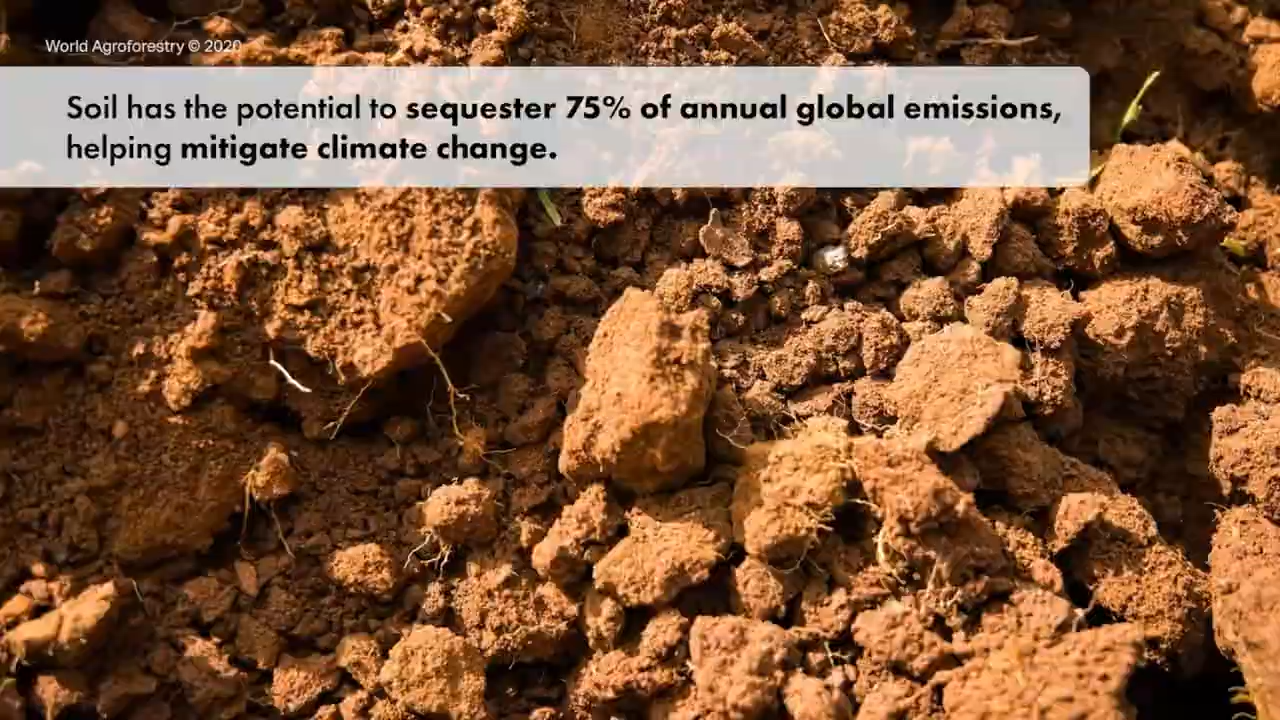 World Agroforestry © 2020
Soil has the potential to sequester 75% of annual global emissions,
helping mitigate climate change.